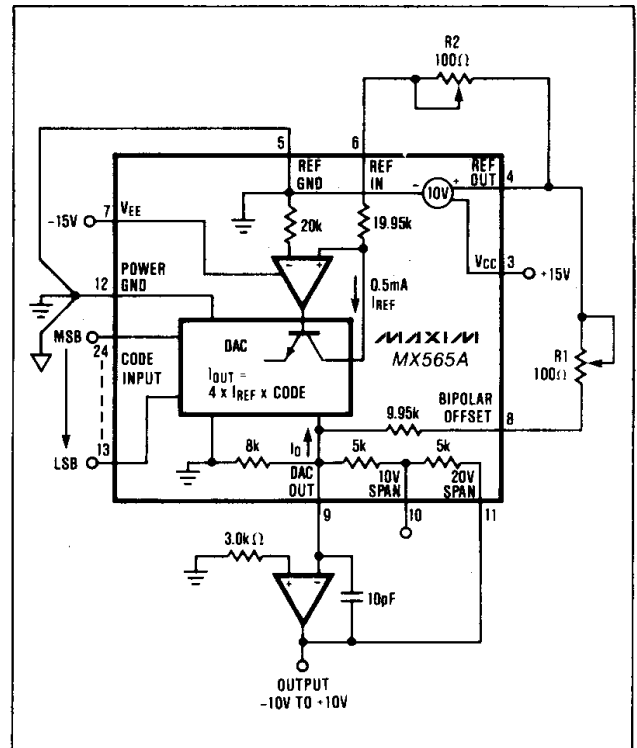 R2
100Ω
5
6
REF
GND
REF
IN
REF
OUT
4
-
10V
+
-15V
7
VEE
20k
19.95k
VCC
3
+15V
12
POWER
GND
-
+
0.5mA
IREF
MSB
24
CODE
INPUT
DAC
IOUT =
4 x IREF x CODE
MAXIM
MX565A
R1
100Ω
BIPOLAR
OFFSET
8
9.95k
13
LSB
8k
IO
DAC
OUT
5k
10V
SPAN
5k
20V
SPAN
9
10
11
3.0kΩ
+
-
10pF
OUTPUT
-10V TO +10V